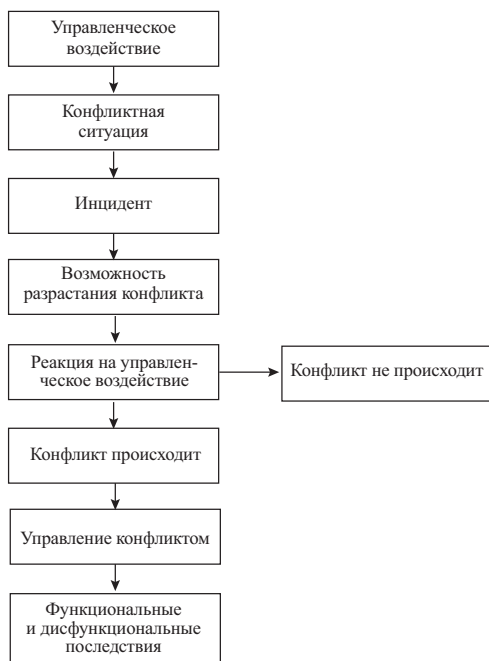 Управленческое
воздействие
Конфликтная
ситуация
Инцидент
Возможность
разрастания конфликта
Реакция на управлен-
ческое воздействие
Конфликт не происходит
Конфликт происходит
Управление конфликтом
Функциональные
и дисфункциональные
последствия